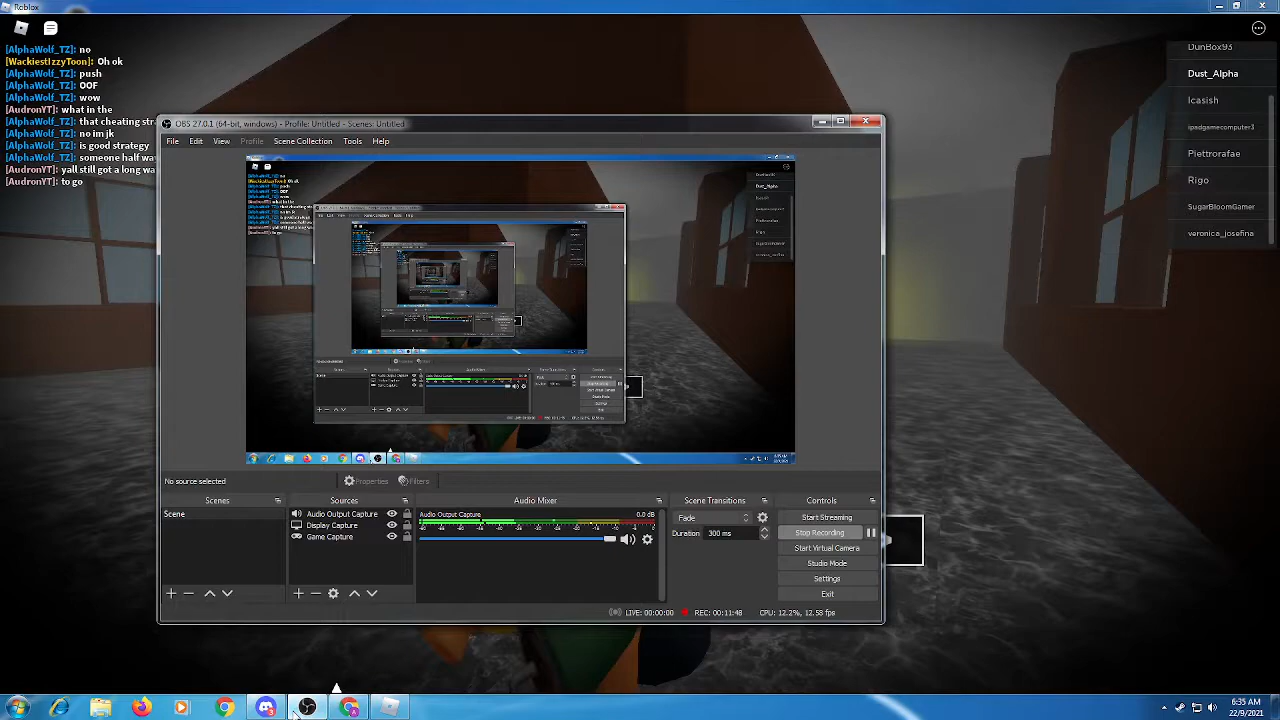 Roblox
[AlphaWolf_TZ]: no
[WackiestIzzyToon]: Oh ok
[AlphaWolf_TZ]: push
[AlphaWolf_TZ]: OOF
[AlphaWolf_TZ]: wow
[AudronYT]: what in the
[AlphaWolf_TZ]: that cheating stra
[AlphaWolf_TZ]: no im jk
[AlphaWolf_TZ]: is good strategy
[AlphaWolf_TZ]: someone half way
[AudronYT]: yall still got a long wa
[AudronYT]: to go
DunBox93
Dust_Alpha
Icasish
ipadgamecomputer3
Piettrorafae
Rigo
SugarBloomGamer
veronica_josefina
OBS 27.0.1 (64-bit, windows) - Profile: Untitled - Scenes: Untitled
File Edit View Profile Scene Collection Tools Help
No source selected
Properties
Filters
Scenes
Scene
Sources
Audio Output Capture
Display Capture
Game Capture
Audio Mixer
Audio Output Capture
0.0 dB
Scene Transitions
Fade
Duration 300 ms
Controls
Start Streaming
Stop Recording
Start Virtual Camera
Studio Mode
Settings
Exit
LIVE: 00:00:00
REC: 00:11:48
CPU: 12.2%, 12.58 fps
6:35 AM
22/9/2021